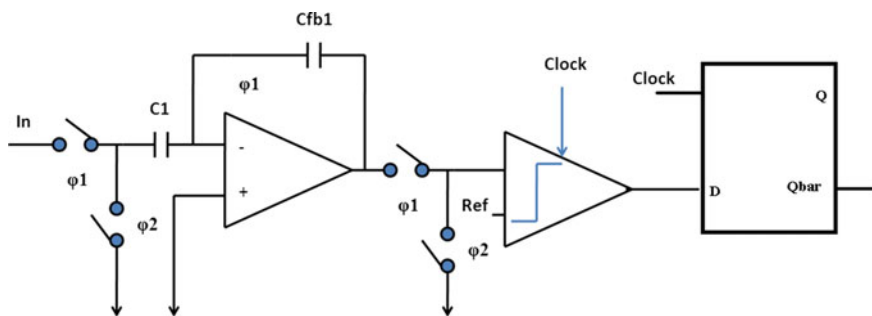 Cfb1
φ1
Clock
Clock
Q
C1
In
-
+
φ1
φ2
φ1
Ref
φ2
D
Qbar